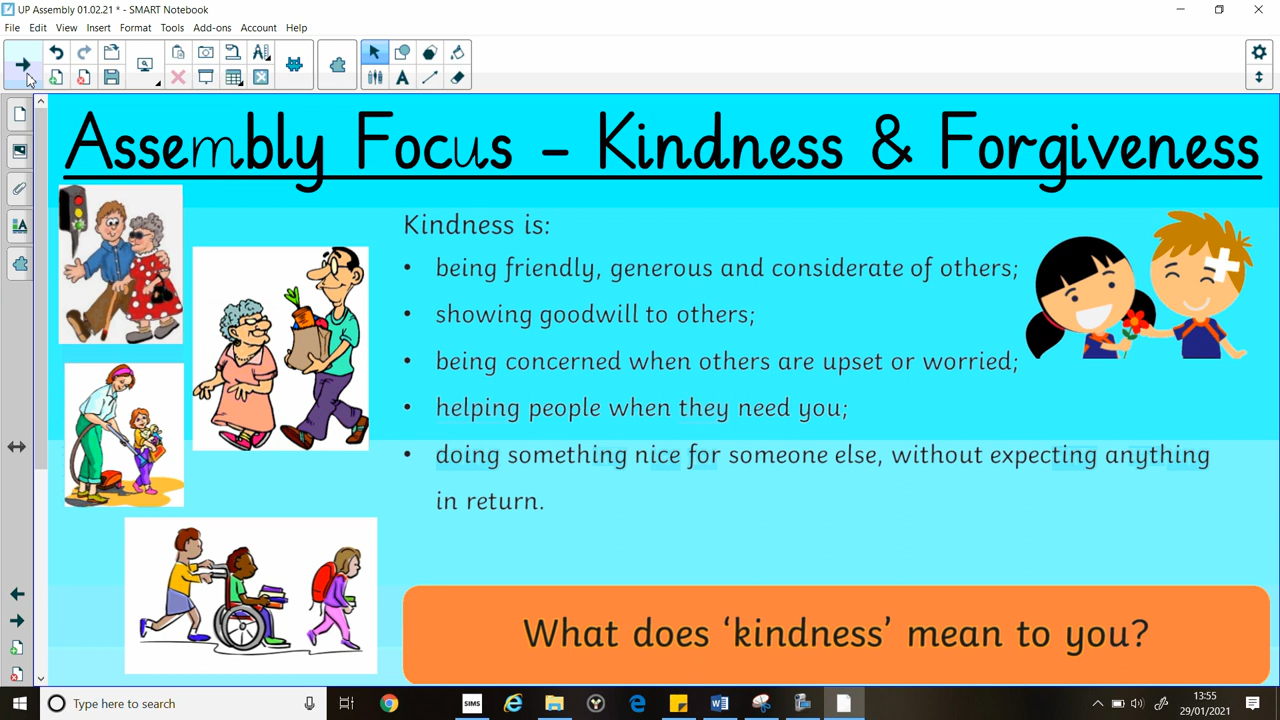 UP Assembly 01.02.21 * - SMART Notebook
File Edit View Insert Format Tools Add-ons Account Help
Assembly Focus - Kindness & Forgiveness
Kindness is:
• being friendly, generous and considerate of others;
• showing goodwill to others;
• being concerned when others are upset or worried;
• helping people when they need you;
• doing something nice for someone else, without expecting anything
in return.
What does ‘kindness’ mean to you?
Type here to search
SIMS
13:55
29/01/2021